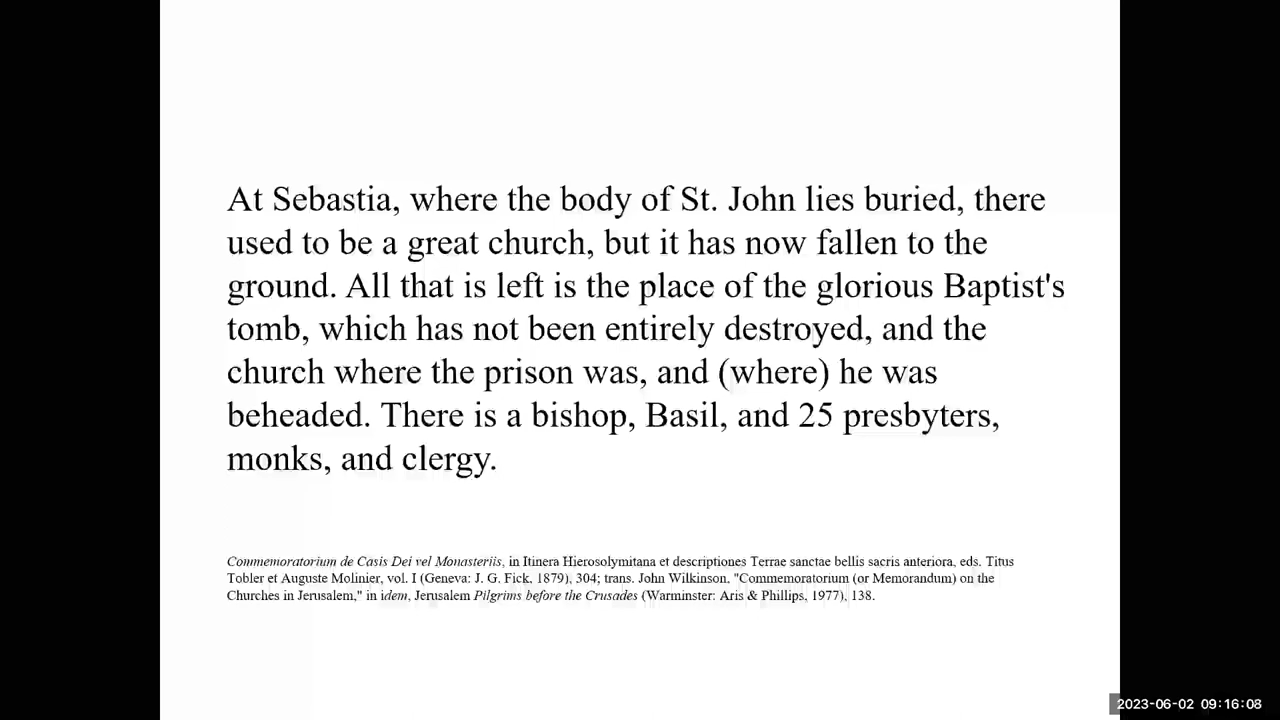 At Sebastia, where the body of St. John lies buried, there
used to be a great church, but it has now fallen to the
ground. All that is left is the place of the glorious Baptist's
tomb, which has not been entirely destroyed, and the
church where the prison was, and (where) he was
beheaded. There is a bishop, Basil, and 25 presbyters,
monks, and clergy.
Commemoratorium de Casis Dei vel Monasteriis, in Itinera Hierosolymitana et descriptiones Terrae sanctae bellis sacris anteriora, eds. Titus
Tobler et Auguste Molinier, vol. I (Geneva: J. G. Fick, 1879), 304; trans. John Wilkinson, "Commemoratorium (or Memorandum) on the
Churches in Jerusalem," in idem, Jerusalem Pilgrims before the Crusades (Warminster: Aris & Phillips, 1977), 138.
2023-06-02 09:16:08